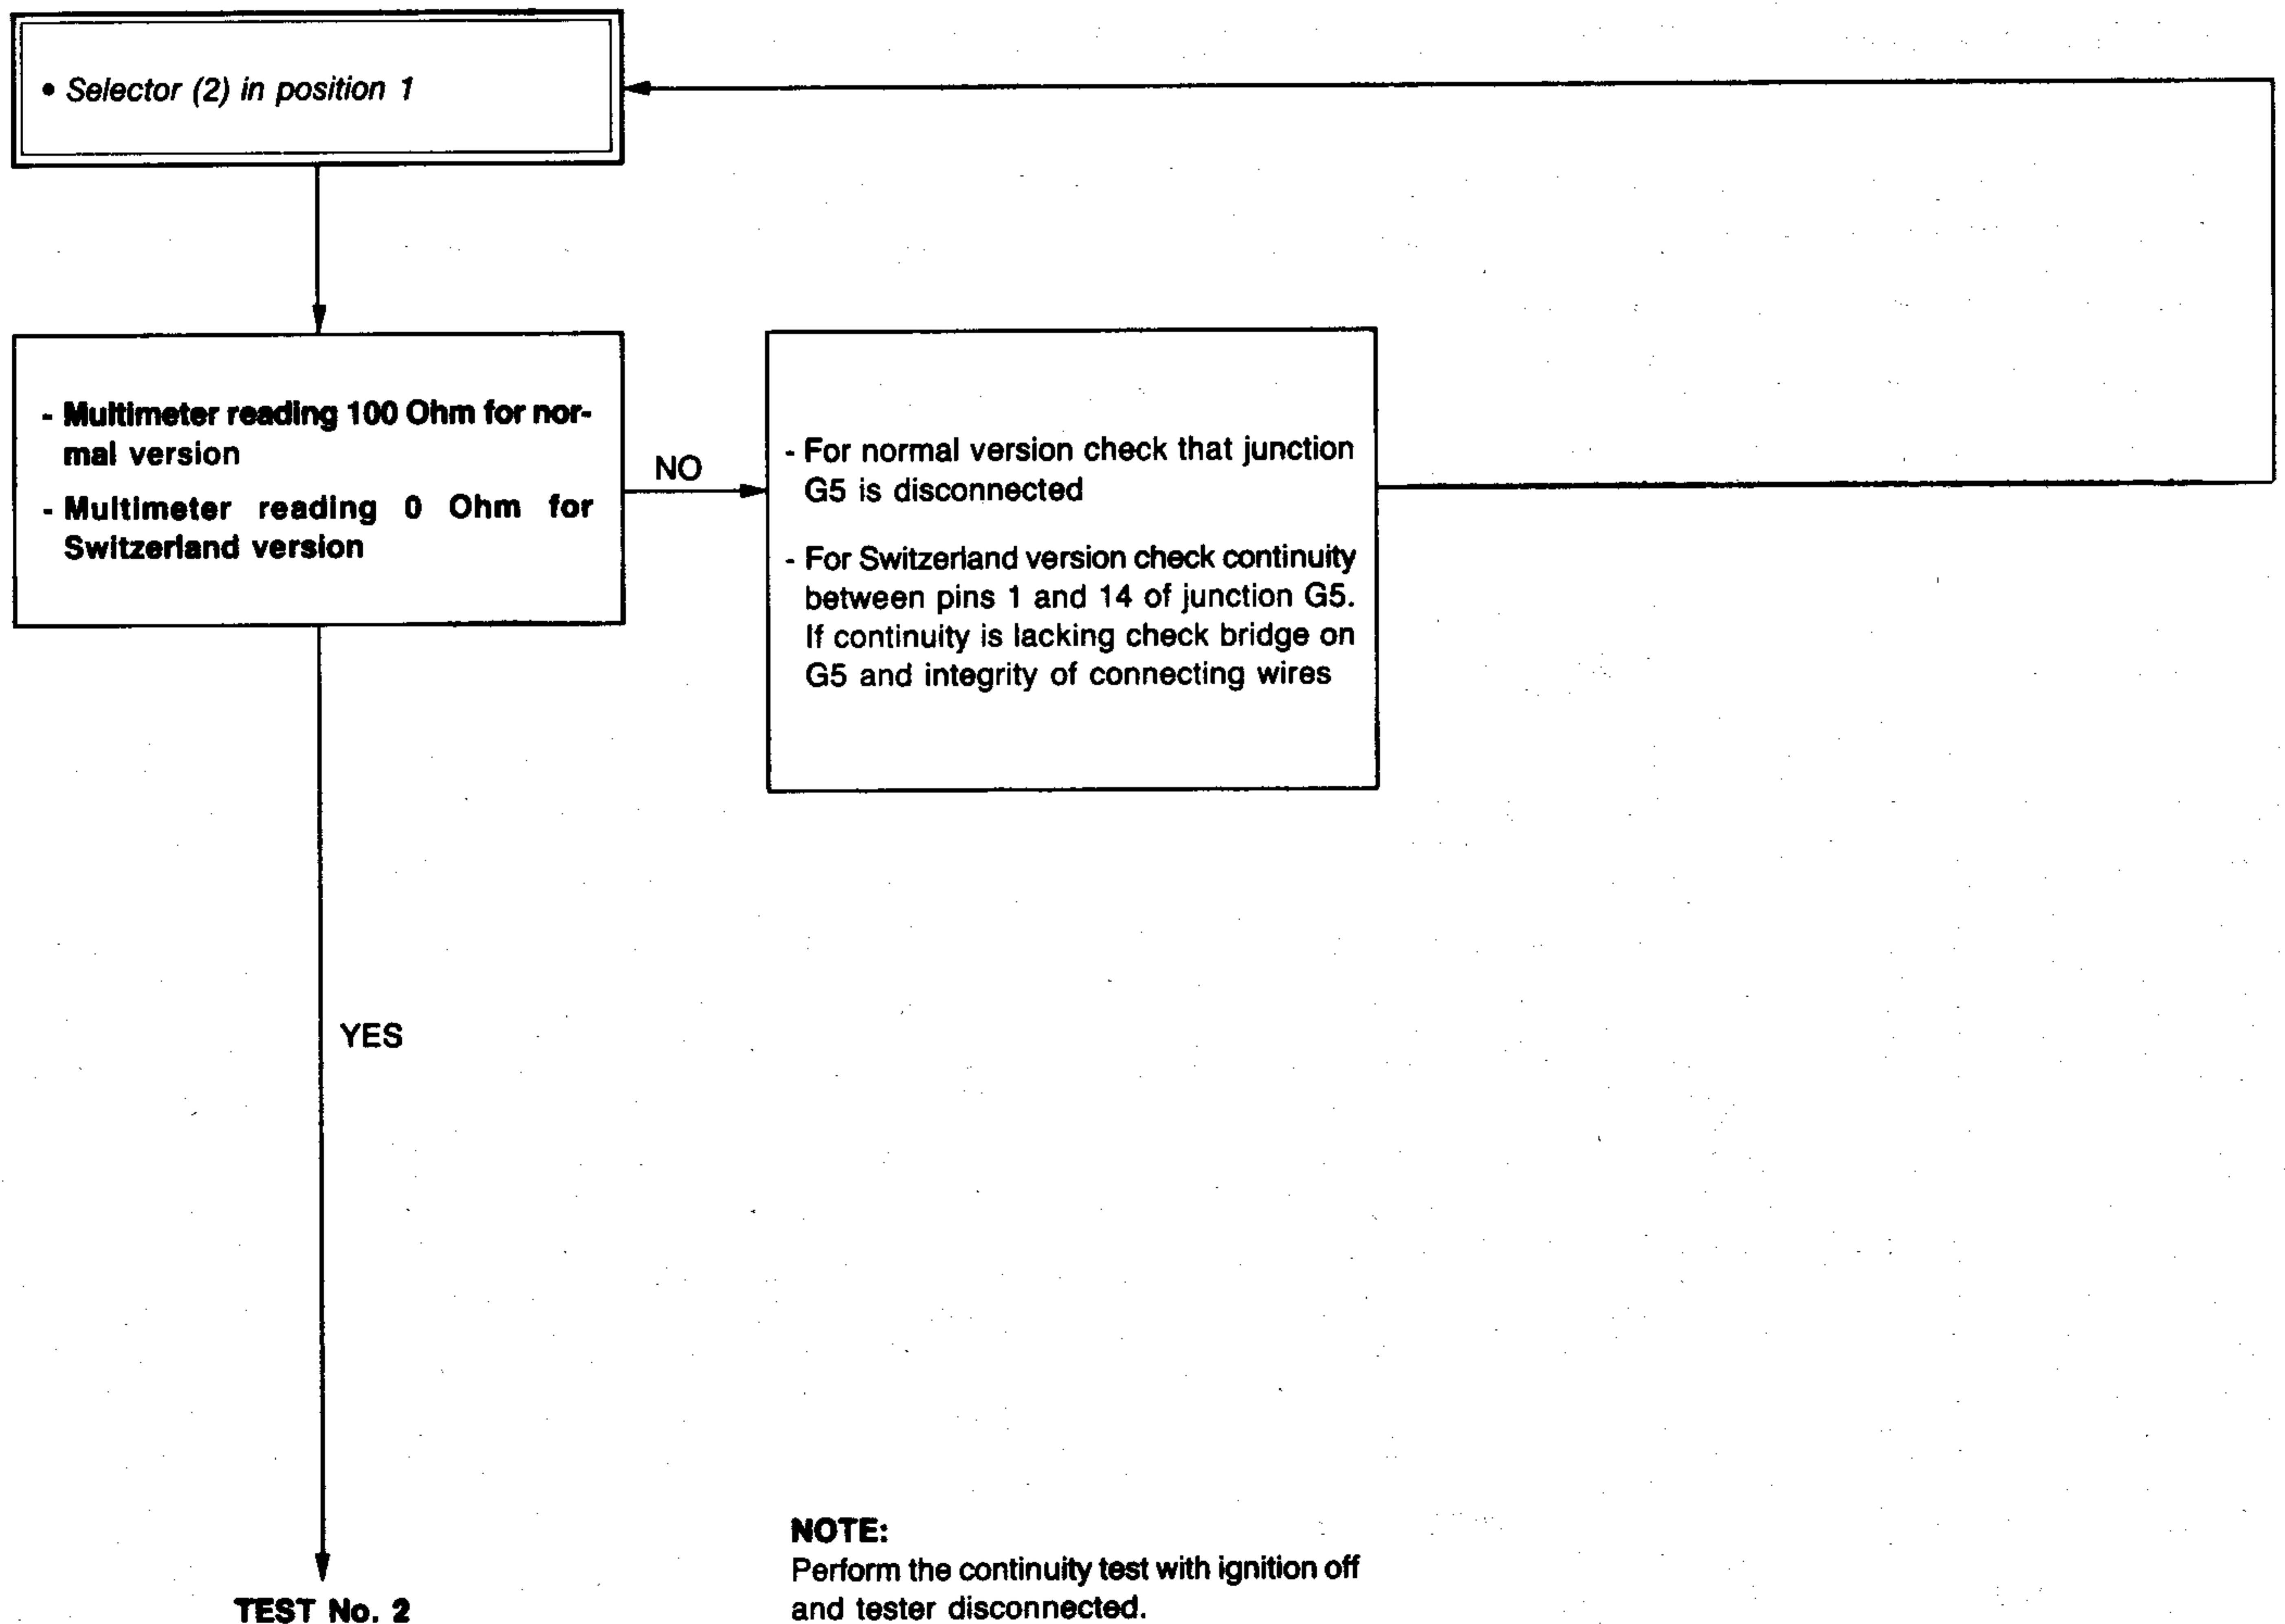 • Selector (2) in position 1
- Multimeter reading 100 Ohm for nor-
mal version
- Multimeter reading 0 Ohm for
Switzerland version
NO
- For normal version check that junction
G5 is disconnected
- For Switzerland version check continuity
between pins 1 and 14 of junction G5.
If continuity is lacking check bridge on
G5 and integrity of connecting wires
YES
TEST No. 2
NOTE:
Perform the continuity test with ignition off
and tester disconnected.